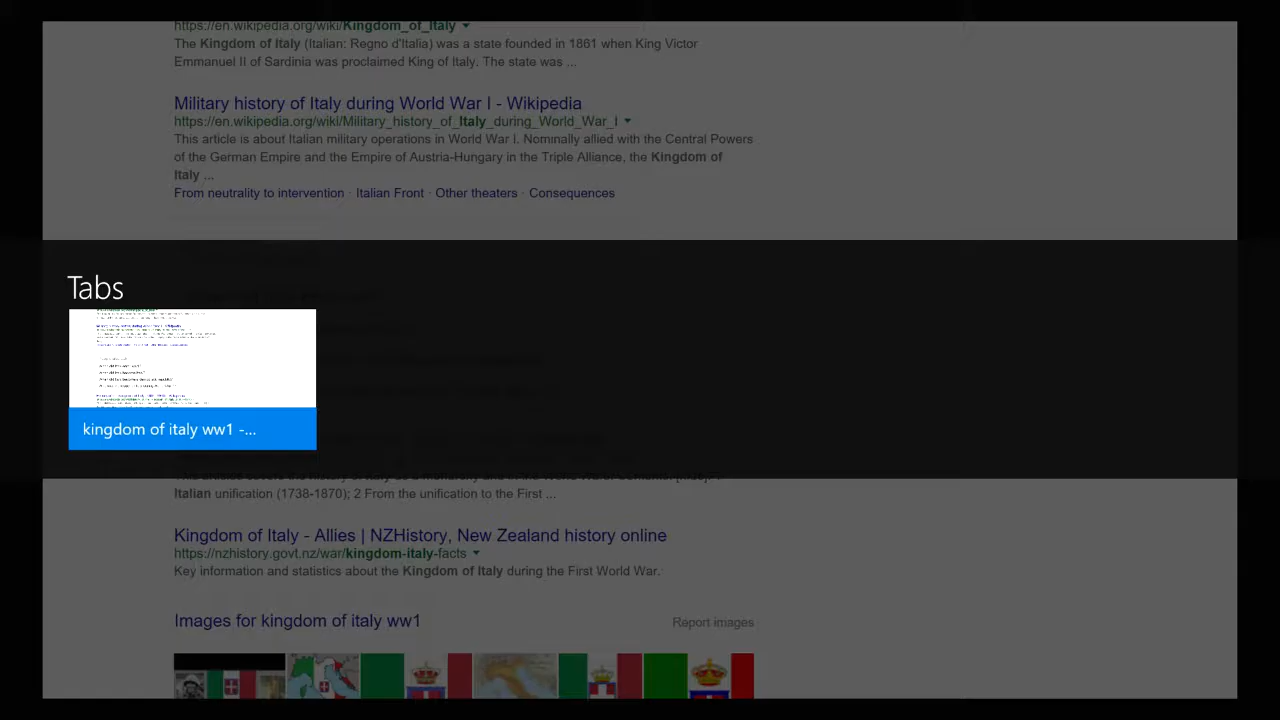 https://en.wikipedia.org/wiki/Kingdom_of_Italy
The Kingdom of Italy (Italian: Regno d'Italia) was a state founded in 1861 when King Victor
Emmanuel II of Sardinia was proclaimed King of Italy. The state was ...
Military history of Italy during World War I - Wikipedia
https://en.wikipedia.org/wiki/Military_history_of_Italy_during_World_War_I
This article is about Italian military operations in World War I. Nominally allied with the Central Powers
of the German Empire and the Empire of Austria-Hungary in the Triple Alliance, the Kingdom of
Italy ...
From neutrality to intervention · Italian Front · Other theaters · Consequences
Tabs
kingdom of italy ww1 -...
Italian unification (1738-1870); 2 From the unification to the First ...
Kingdom of Italy - Allies | NZHistory, New Zealand history online
https://nzhistory.govt.nz/war/kingdom-italy-facts
Key information and statistics about the Kingdom of Italy during the First World War.
Images for kingdom of italy ww1
Report images